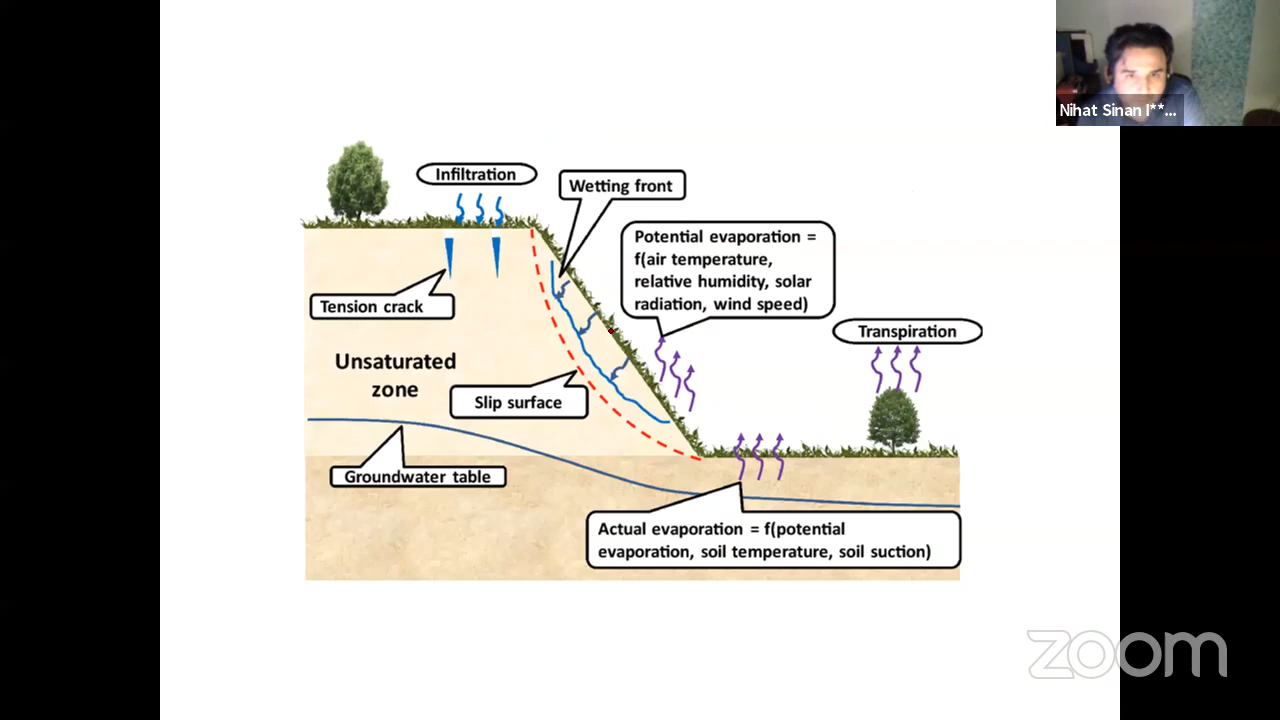 Nihat Sinan I**...
Infiltration
Wetting front
Potential evaporation =
f(air temperature,
relative humidity, solar
radiation, wind speed)
Tension crack
Transpiration
Unsaturated
zone
Slip surface
Groundwater table
Actual evaporation = f(potential
evaporation, soil temperature, soil suction)
zoom